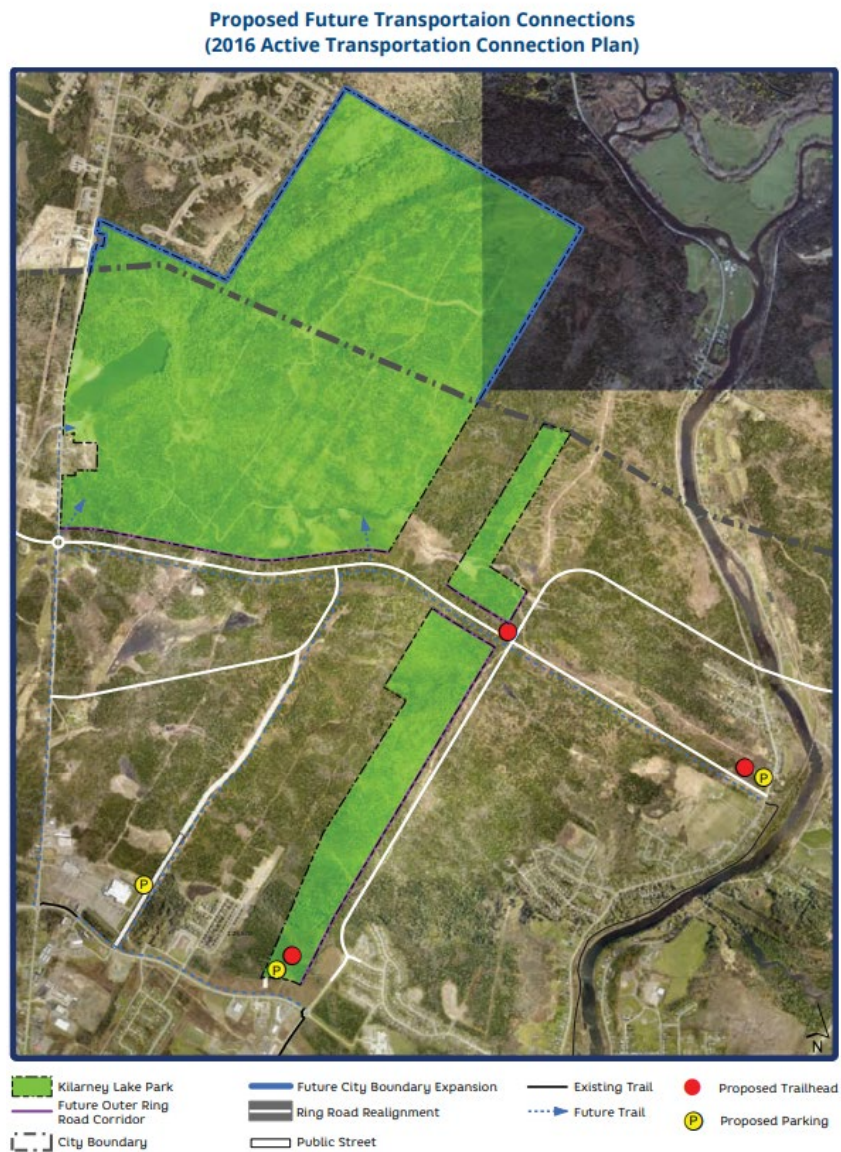 Proposed Future Transportaion Connections
(2016 Active Transportation Connection Plan)
P
P
P
N
Kilarney Lake Park
Future City Boundary Expansion
Existing Trail
Proposed Trailhead
Future Outer Ring
Road Corridor
Ring Road Realignment
Future Trail
P Proposed Parking
City Boundary
Public Street